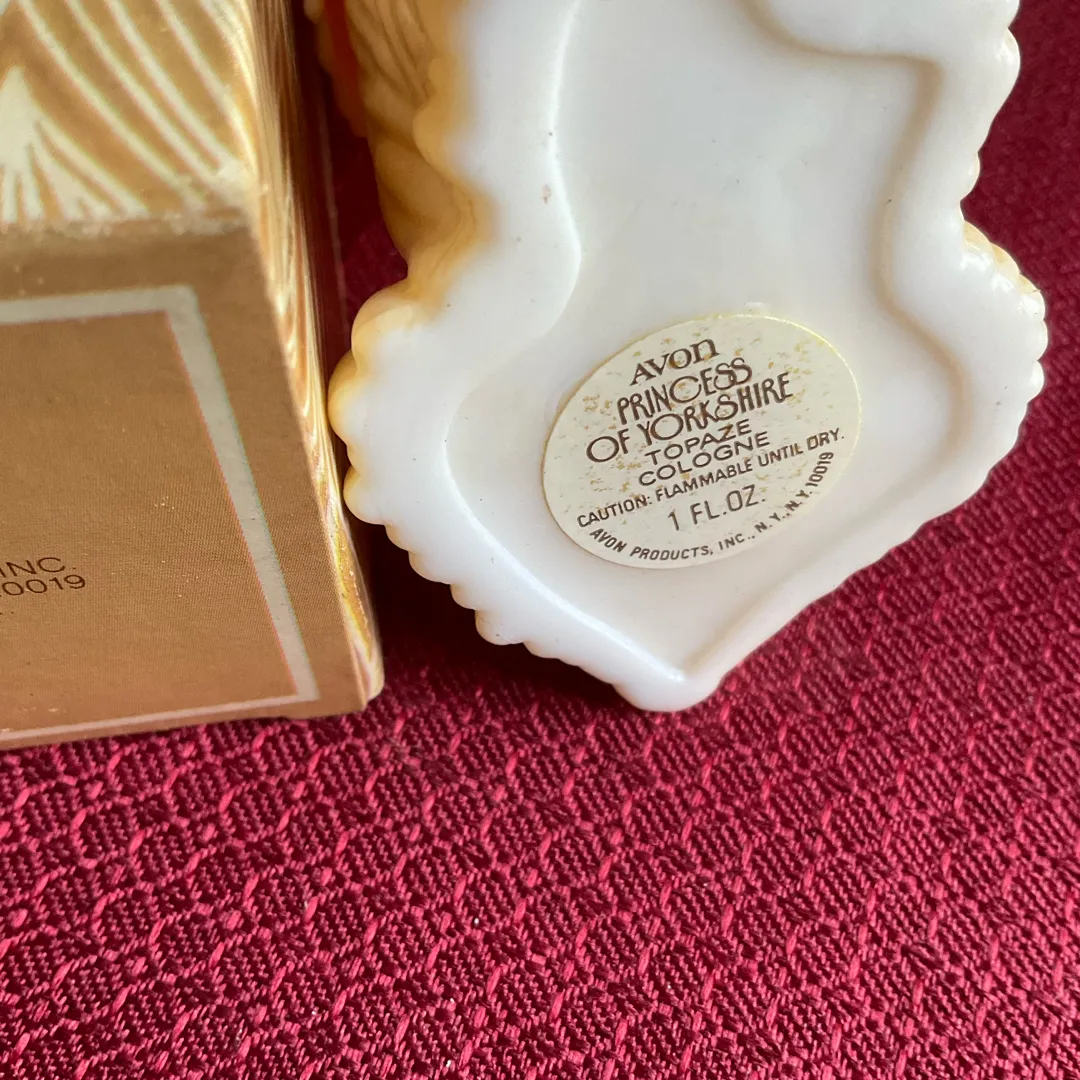 AVON
PRINCESS
OF YORKSHIRE
TOPAZE
COLOGNE
CAUTION: FLAMMABLE UNTIL DRY.
1 FL.OZ.
AVON PRODUCTS, INC., N.Y., N.Y. 10019
INC.
10019